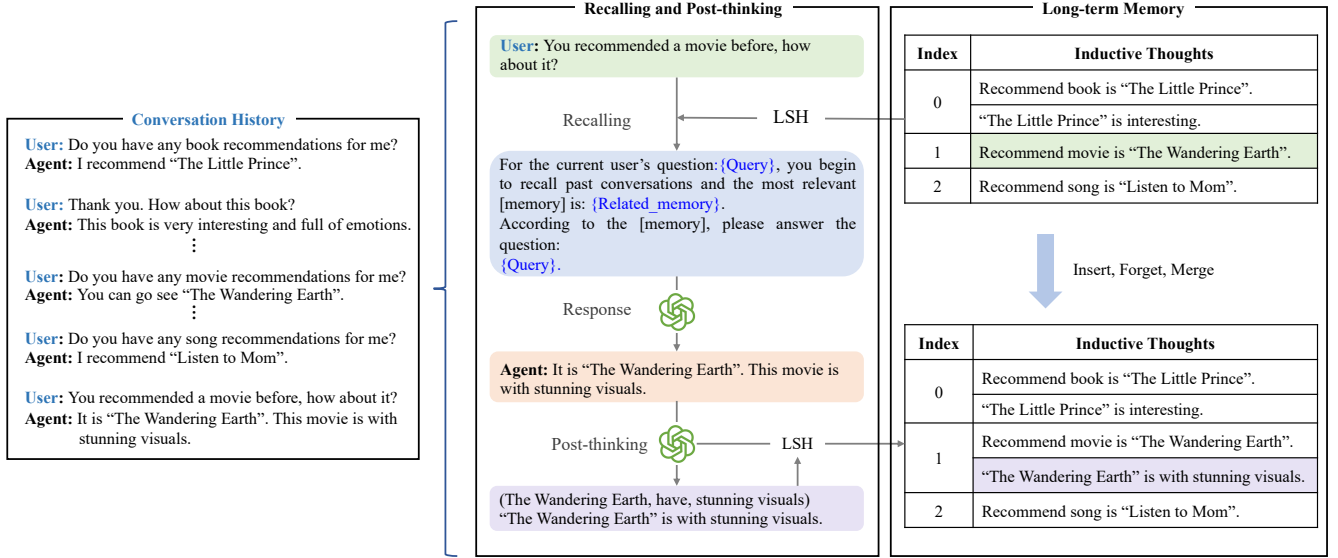 Conversation History
User: Do you have any book recommendations for me?
Agent: I recommend “The Little Prince”.
User: Thank you. How about this book?
Agent: This book is very interesting and full of emotions.
⋮
User: Do you have any movie recommendations for me?
Agent: You can go see “The Wandering Earth”.
⋮
User: Do you have any song recommendations for me?
Agent: I recommend “Listen to Mom”.
User: You recommended a movie before, how about it?
Agent: It is “The Wandering Earth”. This movie is with
stunning visuals.
Recalling and Post-thinking
User: You recommended a movie before, how
about it?
Recalling
LSH
For the current user’s question:{Query}, you begin
to recall past conversations and the most relevant
[memory] is: {Related_memory}.
According to the [memory], please answer the
question:
{Query}.
Response
Agent: It is “The Wandering Earth”. This movie is
with stunning visuals.
Post-thinking
LSH
(The Wandering Earth, have, stunning visuals)
“The Wandering Earth” is with stunning visuals.
Long-term Memory
Index Inductive Thoughts
0
Recommend book is “The Little Prince”.
“The Little Prince” is interesting.
1 Recommend movie is “The Wandering Earth”.
2 Recommend song is “Listen to Mom”.
Insert, Forget, Merge
Index Inductive Thoughts
0
Recommend book is “The Little Prince”.
“The Little Prince” is interesting.
1
Recommend movie is “The Wandering Earth”.
“The Wandering Earth” is with stunning visuals.
2 Recommend song is “Listen to Mom”.